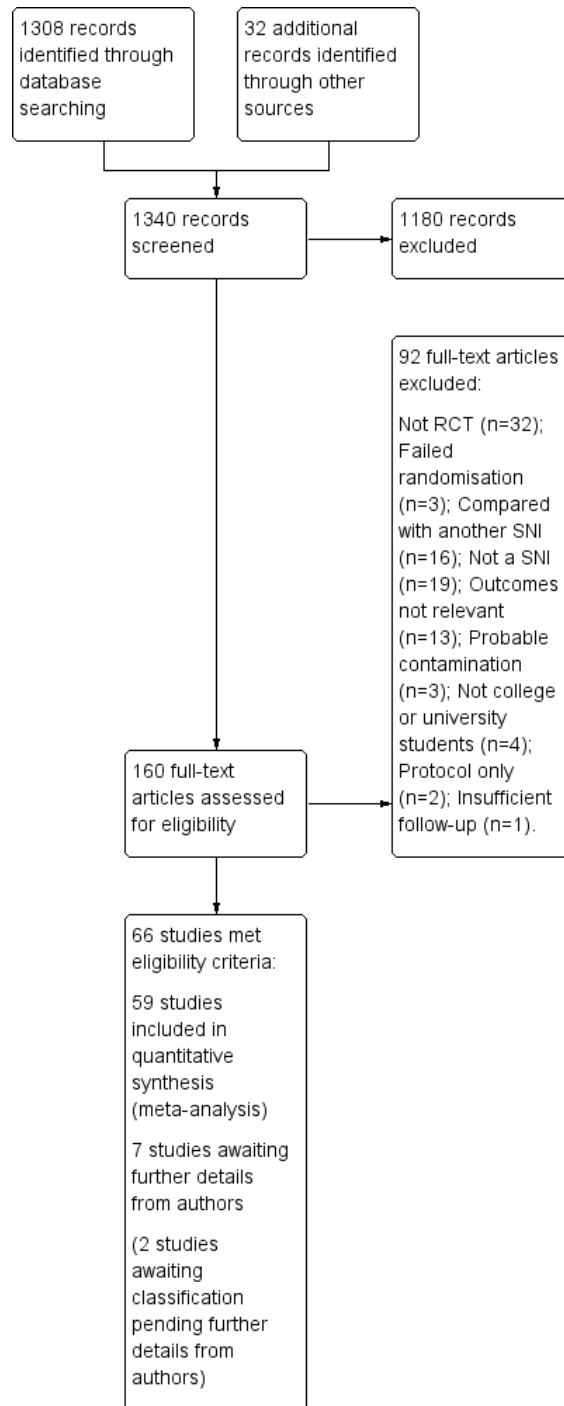 1308 records
identified through
database
searching
32 additional
records identified
through other
sources
1340 records
screened
1180 records
excluded
92 full-text articles
excluded:
Not RCT (n=32);
Failed
randomisation
(n=3); Compared
with another SNI
(n=16); Not a SNI
(n=19); Outcomes
not relevant
(n=13); Probable
contamination
(n=3); Not college
or university
students (n=4);
Protocol only
(n=2); Insufficient
follow-up (n=1).
160 full-text
articles assessed
for eligibility
66 studies met
eligibility criteria:
59 studies
included in
quantitative
synthesis
(meta-analysis)
7 studies awaiting
further details
from authors
(2 studies
awaiting
classification
pending further
details from
authors)